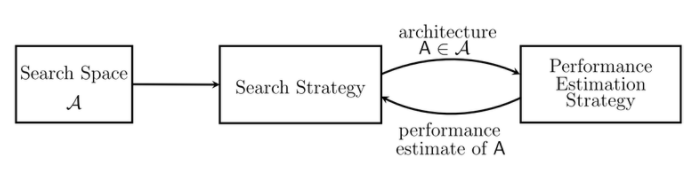 Search Space
𝒜
Search Strategy
architecture
A ∈ 𝒜
Performance
Estimation
Strategy
performance
estimate of A